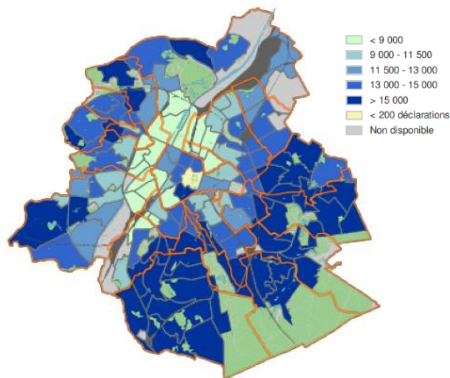 < 9 000
9 000 - 11 500
11 500 - 13 000
13 000 - 15 000
> 15 000
< 200 déclarations
Non disponible